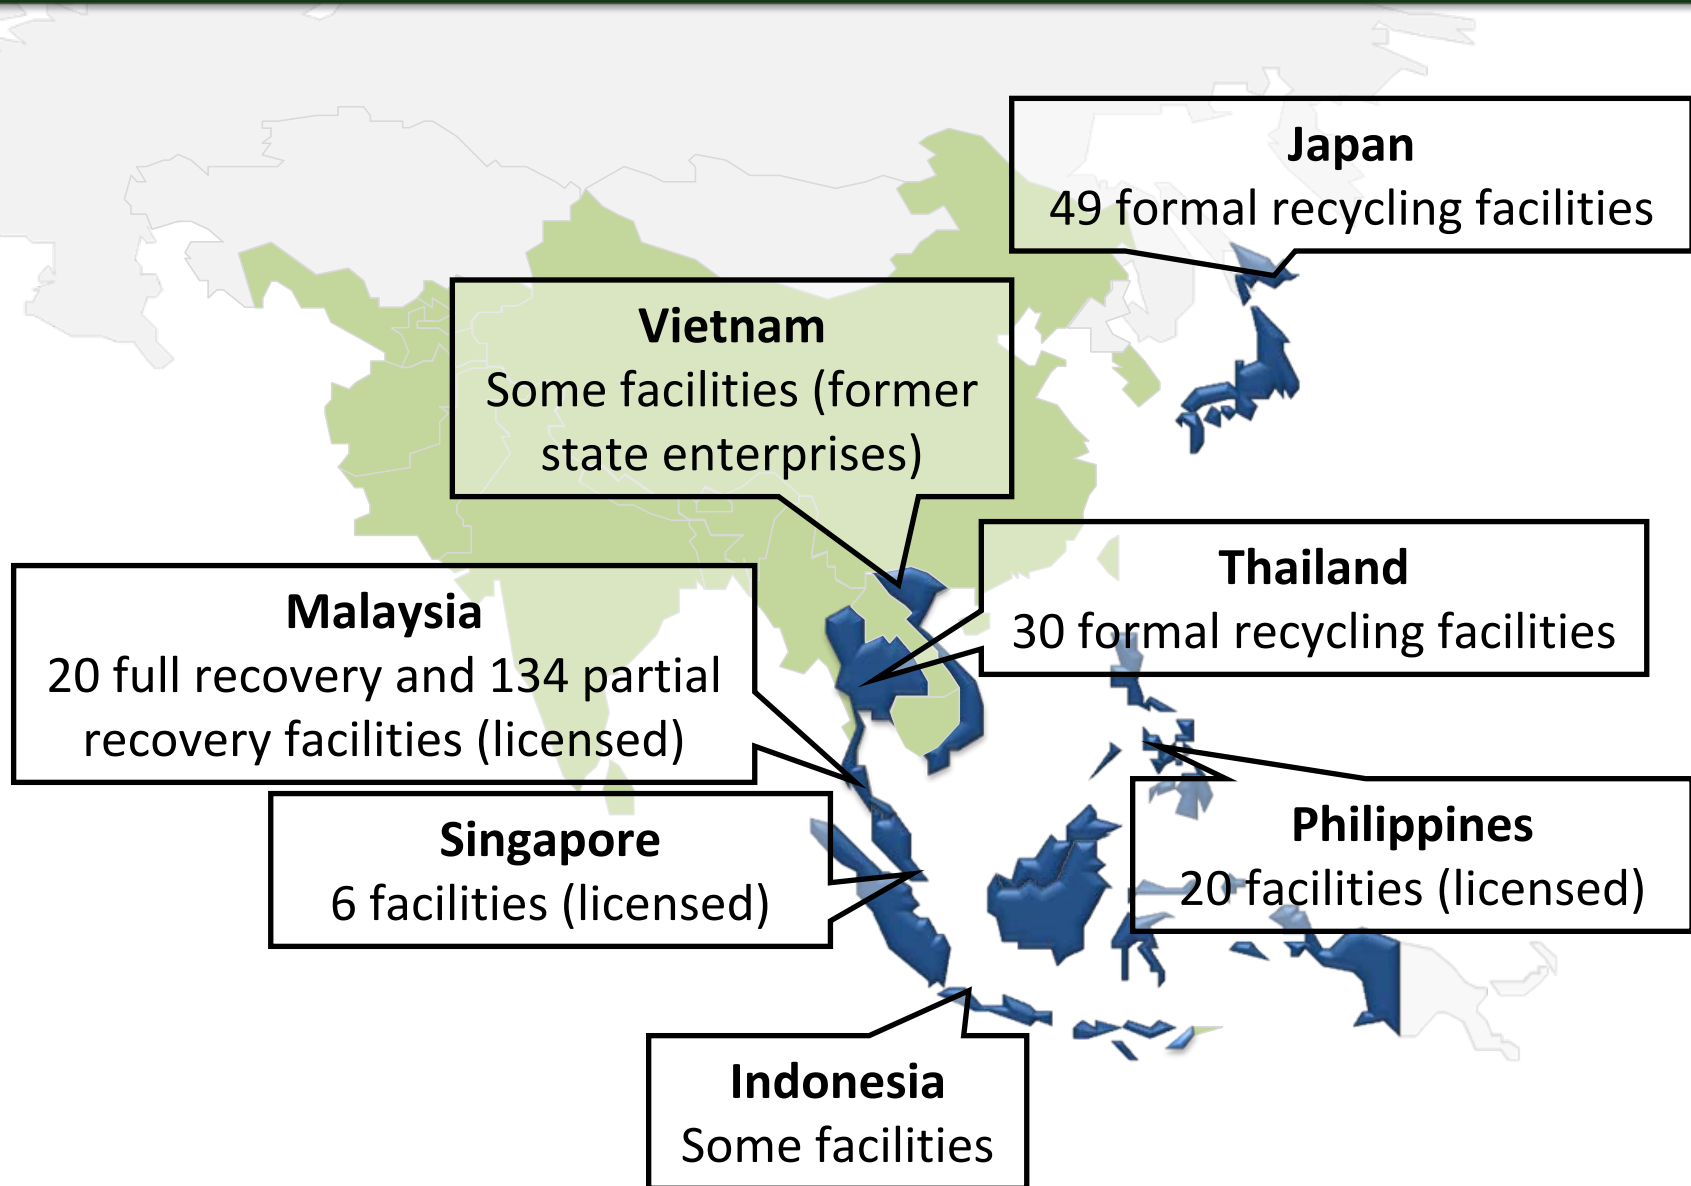 Japan
49 formal recycling facilities
Vietnam
Some facilities (former
state enterprises)
Thailand
30 formal recycling facilities
Malaysia
20 full recovery and 134 partial
recovery facilities (licensed)
Singapore
6 facilities (licensed)
Philippines
20 facilities (licensed)
Indonesia
Some facilities